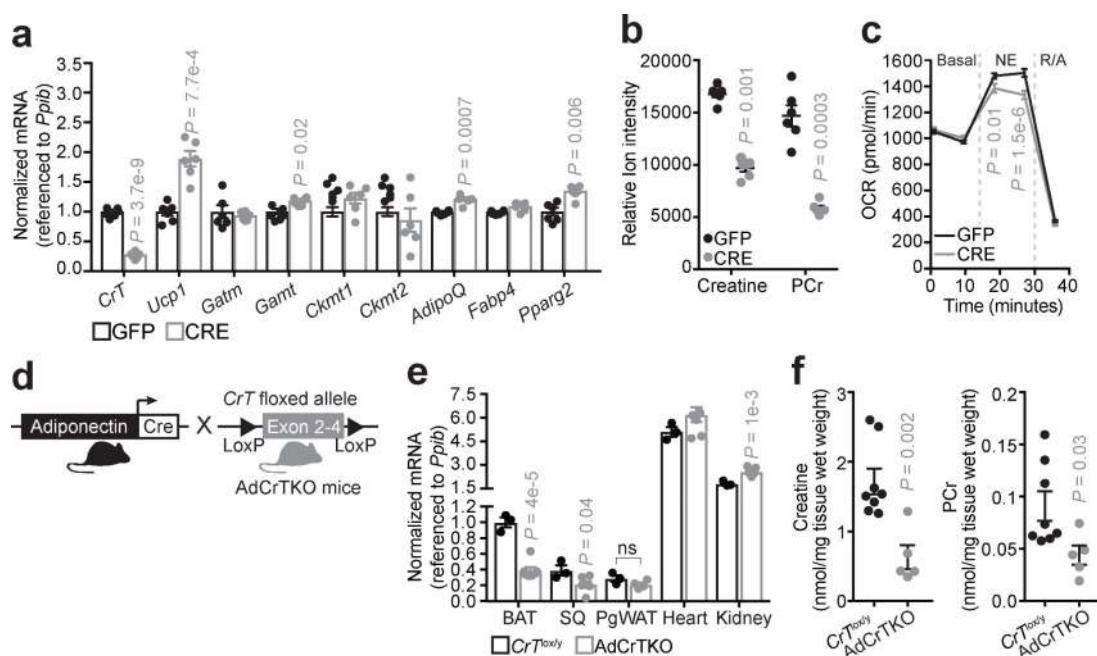 a
Normalized mRNA
(referenced to Ppib)
3.5
3.0
2.5
2.0
1.5
1.0
0.5
0.0
P = 3.7e-9
P = 7.7e-4
P = 0.02
P = 0.0007
P = 0.006
CrT
Ucp1
Gatm
Gamt
Ckmt1
Ckmt2
AdipoQ
Fabp4
Pparg2
GFP CRE
b
Relative Ion intensity
20000
15000
10000
5000
0
P = 0.001
P = 0.0003
GFP
CRE
Creatine PCr
c
OCR (pmol/min)
1600
1400
1200
1000
800
600
400
200
0
Basal NE R/A
P = 0.01
P = 1.5e-6
GFP
CRE
0 10 20 30 40
Time (minutes)
d
Adiponectin Cre X
CrT floxed allele
Exon 2-4
LoxP LoxP
AdCrTKO mice
e
Normalized mRNA
(referenced to Ppib)
7.5
6.0
4.5
3.0
1.5
1.2
1.0
0.8
0.6
0.4
0.2
0.0
P = 4e-5
P = 0.04
ns
P = 1e-3
BAT SQ PgWAT Heart Kidney
CrTlox/y AdCrTKO
f
Creatine
(nmol/mg tissue wet weight)
3
2
1
0
P = 0.002
CrTlox/y
AdCrTKO
PCr
(nmol/mg tissue wet weight)
0.2
0.15
0.10
0.05
0
P = 0.03
CrTlox/y
AdCrTKO